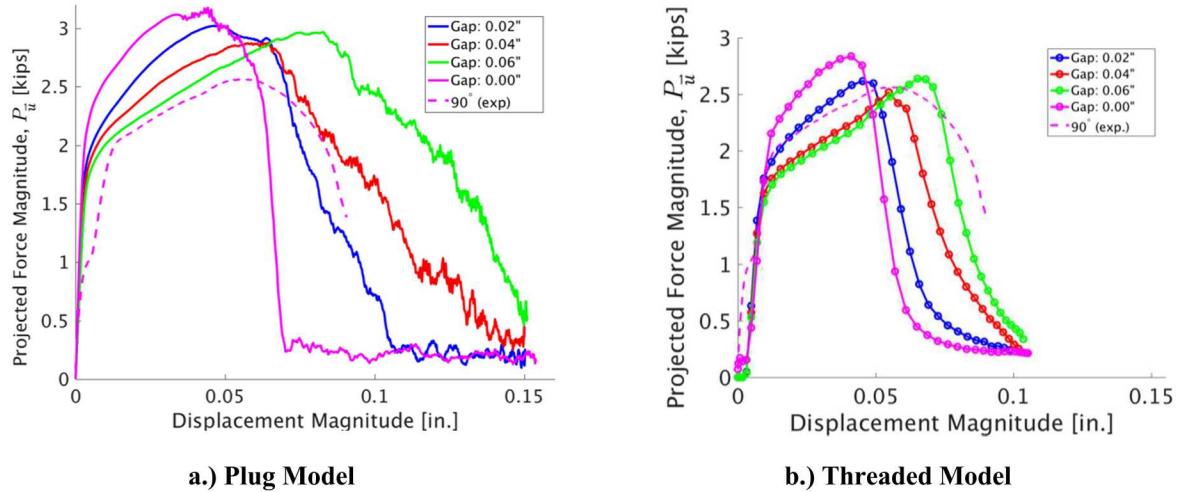 Projected Force Magnitude, P_u⃗ [kips]
3
2.5
2
1.5
1
0.5
0
0
0.05
0.1
0.15
Displacement Magnitude [in.]
Gap: 0.02"
Gap: 0.04"
Gap: 0.06"
Gap: 0.00"
90° (exp)
a.) Plug Model
Projected Force Magnitude, P_u⃗ [kips]
3
2.5
2
1.5
1
0.5
0
0
0.05
0.1
0.15
Displacement Magnitude [in.]
Gap: 0.02"
Gap: 0.04"
Gap: 0.06"
Gap: 0.00"
90° (exp.)
b.) Threaded Model